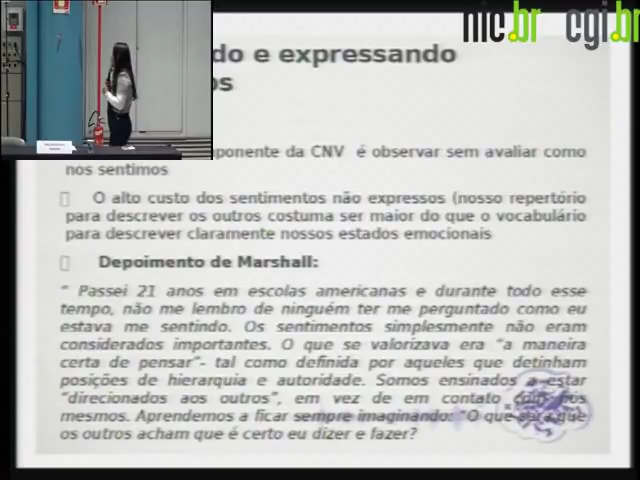 nic.br cgi.br
do e expressando
os
ponente da CNV é observar sem avaliar como
nos sentimos
O alto custo dos sentimentos não expressos (nosso repertório
para descrever os outros costuma ser maior do que o vocabulário
para descrever claramente nossos estados emocionais
Depoimento de Marshall:
“ Passei 21 anos em escolas americanas e durante todo esse
tempo, não me lembro de ninguém ter me perguntado como eu
estava me sentindo. Os sentimentos simplesmente não eram
considerados importantes. O que se valorizava era “a maneira
certa de pensar”- tal como definida por aqueles que detinham
posições de hierarquia e autoridade. Somos ensinados a estar
“direcionados aos outros”, em vez de em contato com nós
mesmos. Aprendemos a ficar sempre imaginando: “O que será que
os outros acham que é certo eu dizer e fazer?